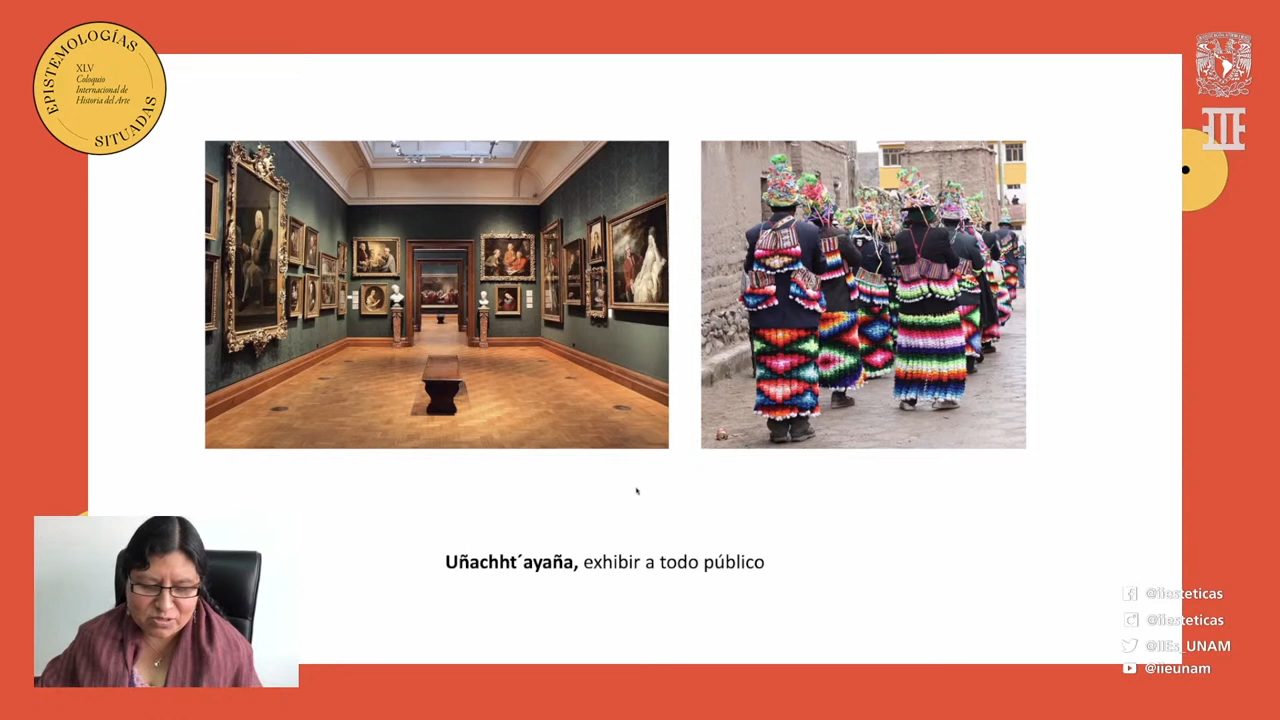 EPISTEMOLOGÍAS
XLV
Coloquio
Internacional de
Historia del Arte
SITUADAS
Uñachht´ayaña, exhibir a todo público
@iiesteticas
@iiesteticas
@IIEs_UNAM
@iieunam